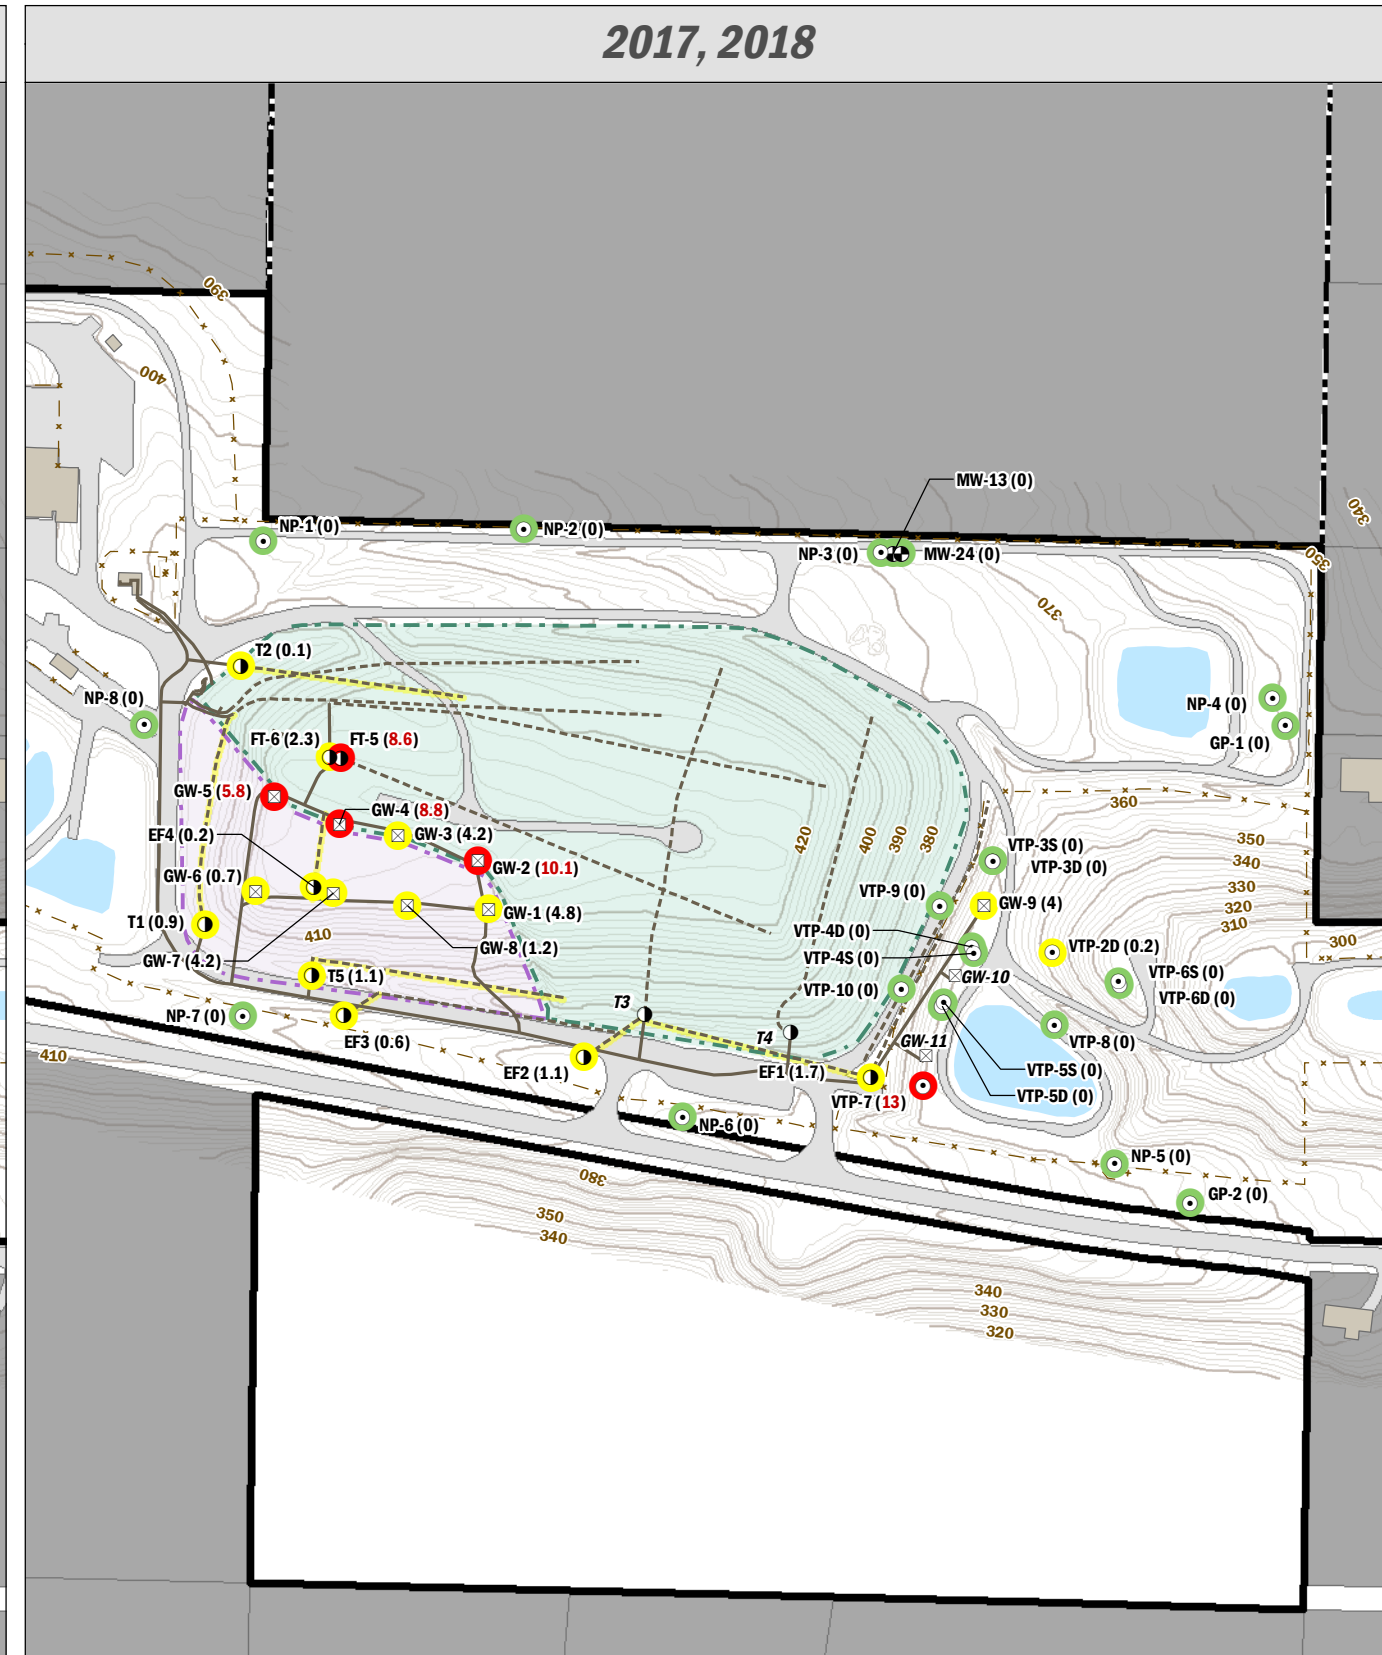 2017, 2018
390
400
MW-13 (0)
340
NP-1 (0)
NP-2 (0)
NP-3 (0)
MW-24 (0)
350
370
T2 (0.1)
NP-8 (0)
NP-4 (0)
GP-1 (0)
FT-6 (2.3)
FT-5 (8.6)
GW-5 (5.8)
GW-4 (8.8)
360
EF4 (0.2)
GW-3 (4.2)
420
400
390
380
350
VTP-3S (0)
340
GW-2 (10.1)
VTP-3D (0)
GW-6 (0.7)
VTP-9 (0)
330
GW-9 (4)
320
T1 (0.9)
GW-1 (4.8)
310
410
VTP-4D (0)
300
GW-8 (1.2)
VTP-2D (0.2)
GW-7 (4.2)
VTP-4S (0)
T5 (1.1)
GW-10
VTP-6S (0)
VTP-10 (0)
VTP-6D (0)
T3
NP-7 (0)
T4
EF3 (0.6)
GW-11
VTP-8 (0)
410
EF2 (1.1)
EF1 (1.7)
VTP-5S (0)
VTP-5D (0)
VTP-7 (13)
NP-6 (0)
NP-5 (0)
380
GP-2 (0)
350
340
340
330
320